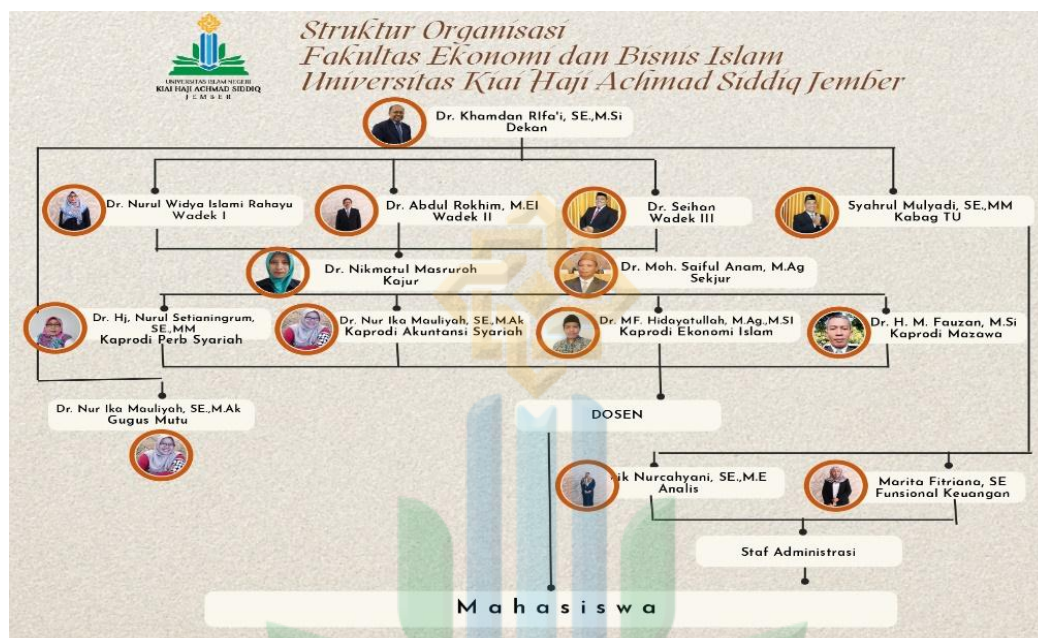 Struktur Organisasi
Fakultas Ekonomi dan Bisnis Islam
Universitas Kiai Haji Achmad Siddiq Jember
UNIVERSITAS ISLAM NEGERI
KIAI HAJI ACHMAD SIDDIQ
JEMBER
Dr. Khamdan RIfa'i, SE.,M.Si
Dekan
Dr. Nurul Widya Islami Rahayu
Wadek I
Dr. Abdul Rokhim, M.EI
Wadek II
Dr. Seihan
Wadek III
Syahrul Mulyadi, SE.,MM
Kabag TU
Dr. Nikmatul Masruroh
Kajur
Dr. Moh. Saiful Anam, M.Ag
Sekjur
Dr. Hj, Nurul Setianingrum,
SE.,MM
Kaprodi Perb Syariah
Dr. Nur Ika Mauliyah, SE.,M.Ak
Kaprodi Akuntansi Syariah
Dr. MF. Hidayatullah, M.Ag.,M.SI
Kaprodi Ekonomi Islam
Dr. H. M. Fauzan, M.Si
Kaprodi Mazawa
Dr. Nur Ika Mauliyah, SE.,M.Ak
Gugus Mutu
DOSEN
Nurcahyani, SE.,M.E
Analis
Marita Fitriana, SE
Funsional Keuangan
Staf Administrasi
Mahasiswa